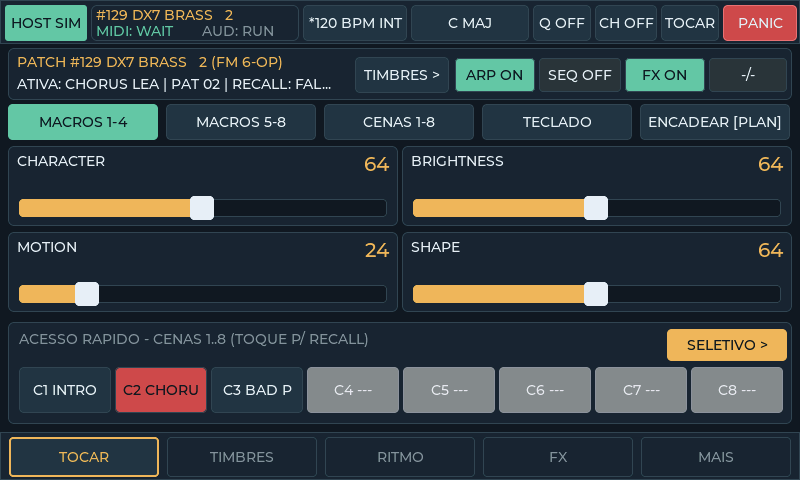 HOST SIM
#129 DX7 BRASS   2
MIDI: WAIT     AUD: RUN
*120 BPM INT
C MAJ
Q OFF
CH OFF
TOCAR
PANIC
PATCH #129 DX7 BRASS   2 (FM 6-OP)
ATIVA: CHORUS LEA | PAT 02 | RECALL: FAL...
TIMBRES >
ARP ON
SEQ OFF
FX ON
-/-
MACROS 1-4
MACROS 5-8
CENAS 1-8
TECLADO
ENCADEAR [PLAN]
CHARACTER
64
BRIGHTNESS
64
MOTION
24
SHAPE
64
ACESSO RAPIDO - CENAS 1..8 (TOQUE P/ RECALL)
SELETIVO >
C1 INTRO
C2 CHORU
C3 BAD P
C4 ---
C5 ---
C6 ---
C7 ---
C8 ---
TOCAR
TIMBRES
RITMO
FX
MAIS